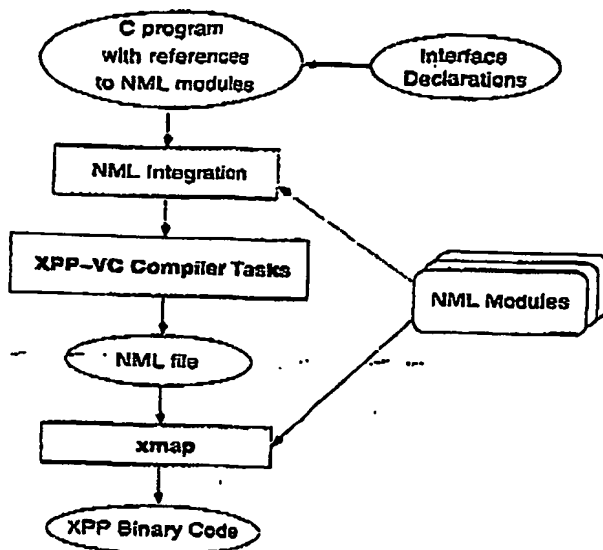 C program
with references
to NML modules
Interface
Declarations
NML Integration
XPP-VC Compiler Tasks
NML Modules
NML file
xmap
XPP Binary Code